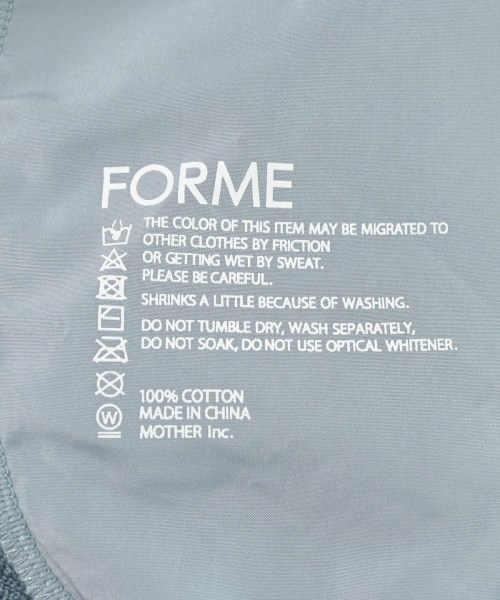 FORME
THE COLOR OF THIS ITEM MAY BE MIGRATED TO
OTHER CLOTHES BY FRICTION
OR GETTING WET BY SWEAT.
PLEASE BE CAREFUL.
SHRINKS A LITTLE BECAUSE OF WASHING.
DO NOT TUMBLE DRY, WASH SEPARATELY,
DO NOT SOAK, DO NOT USE OPTICAL WHITENER.
100% COTTON
W MADE IN CHINA
MOTHER Inc.